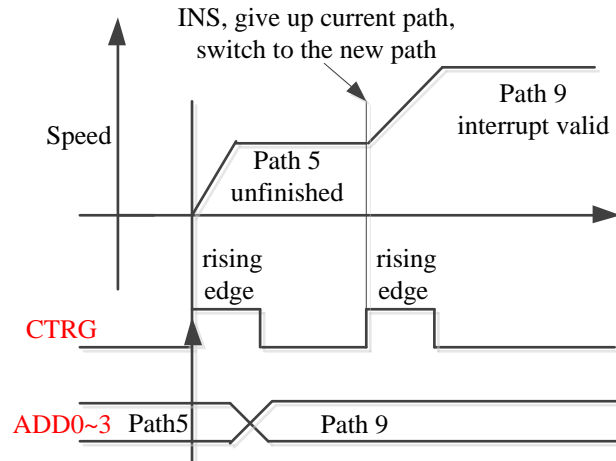 INS, give up current path,
switch to the new path
Speed
Path 9
interrupt valid
Path 5
unfinished
rising
edge
rising
edge
CTRG
ADD0~3
Path5
Path 9